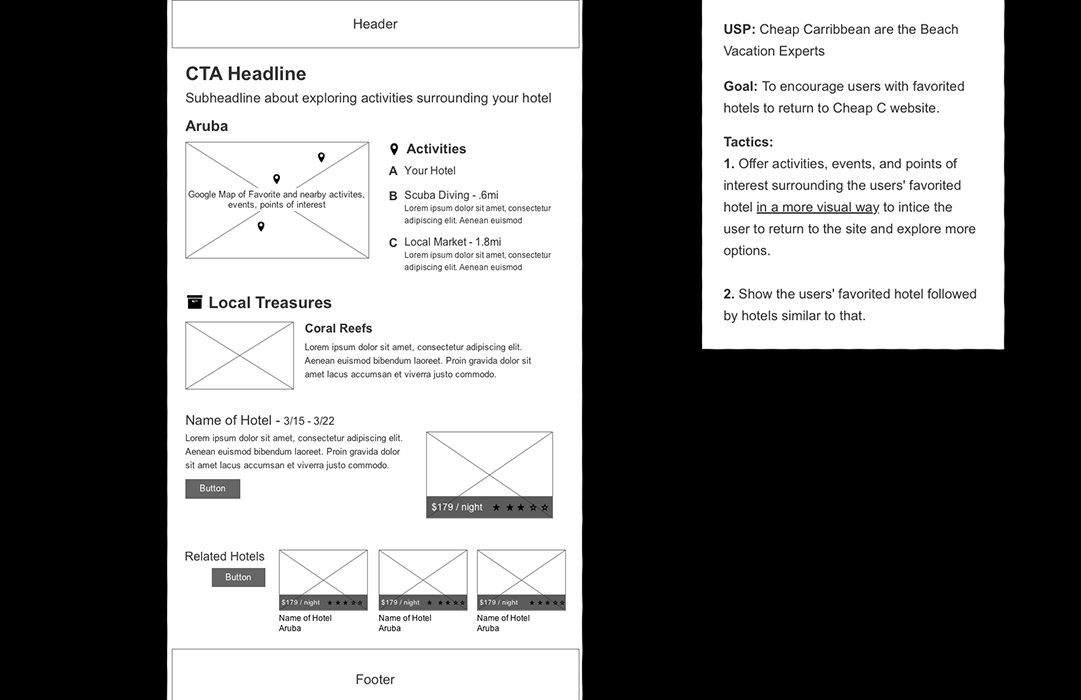 Header
CTA Headline
Subheadline about exploring activities surrounding your hotel
Aruba
Google Map of Favorite and nearby activites,
events, points of interest
Activities
A Your Hotel
B Scuba Diving - .6mi
Lorem ipsum dolor sit amet, consectetur
adipiscing elit. Aenean euismod
C Local Market - 1.8mi
Lorem ipsum dolor sit amet, consectetur
adipiscing elit. Aenean euismod
Local Treasures
Coral Reefs
Lorem ipsum dolor sit amet, consectetur adipiscing elit.
Aenean euismod bibendum laoreet. Proin gravida dolor sit
amet lacus accumsan et viverra justo commodo.
Name of Hotel - 3/15 - 3/22
Lorem ipsum dolor sit amet, consectetur adipiscing elit.
Aenean euismod bibendum laoreet. Proin gravida dolor
sit amet lacus accumsan et viverra justo commodo.
Button
$179 / night
Related Hotels
Button
$179 / night
Name of Hotel
Aruba
$179 / night
Name of Hotel
Aruba
$179 / night
Name of Hotel
Aruba
Footer
USP: Cheap Carribbean are the Beach
Vacation Experts
Goal: To encourage users with favorited
hotels to return to Cheap C website.
Tactics:
1. Offer activities, events, and points of
interest surrounding the users' favorited
hotel in a more visual way to intice the
user to return to the site and explore more
options.
2. Show the users' favorited hotel followed
by hotels similar to that.